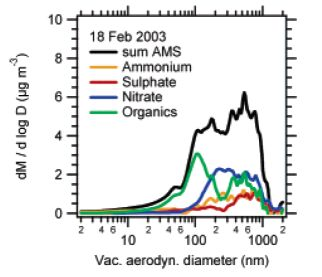 10
8
6
4
2
0
dM / d log D (µg m⁻³)
18 Feb 2003
sum AMS
Ammonium
Sulphate
Nitrate
Organics
2 4 6 2 4 6 2 4 6 2
10 100 1000
Vac. aerodyn. diameter (nm)